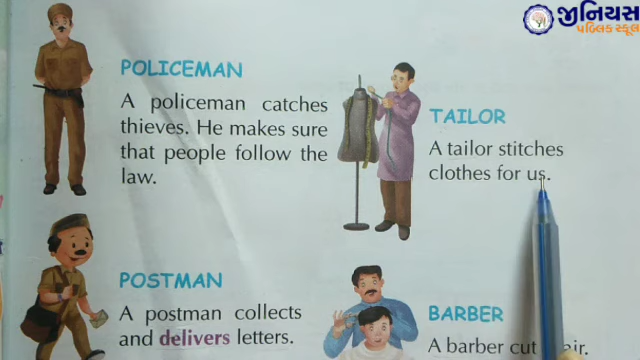 જીનિયસ
પબ્લિક સ્કૂલ
POLICEMAN
A policeman catches
thieves. He makes sure
that people follow the
law.
TAILOR
A tailor stitches
clothes for us.
POSTMAN
A postman collects
and delivers letters.
BARBER
A barber cut